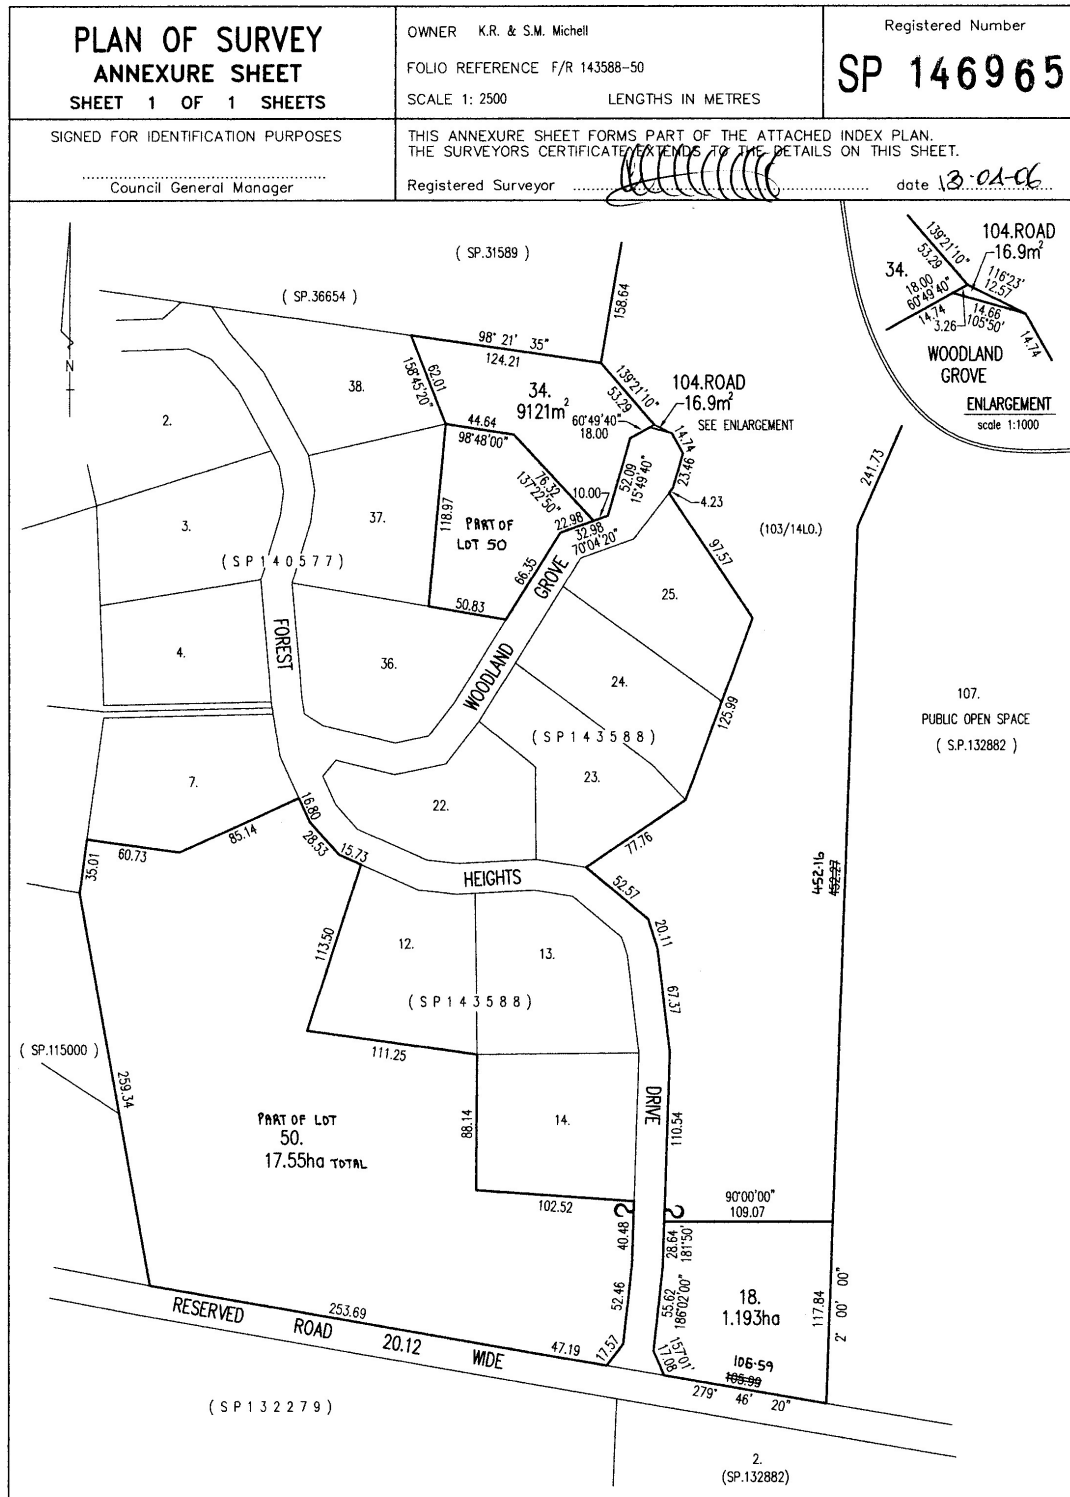 PLAN OF SURVEY
ANNEXURE SHEET
SHEET 1 OF 1 SHEETS
OWNER K.R. & S.M. Michell
FOLIO REFERENCE F/R 143588-50
SCALE 1: 2500 LENGTHS IN METRES
Registered Number
SP 146965
SIGNED FOR IDENTIFICATION PURPOSES
Council General Manager
THIS ANNEXURE SHEET FORMS PART OF THE ATTACHED INDEX PLAN.
THE SURVEYORS CERTIFICATE EXTENDS TO THE DETAILS ON THIS SHEET.
Registered Surveyor date 13-04-06
104.ROAD
16.9m²
139°21'10"
53.29
34.
18.00
60°49'40"
116°23'
12.57
14.74
3.26
14.66
105°50'
14.74
WOODLAND
GROVE
ENLARGEMENT
scale 1:1000
(SP.31589)
(SP.36654)
158.64
N
98° 21' 35"
124.21
62.01
158°45'20"
38.
34.
9121m²
139°21'10"
53.29
104.ROAD
16.9m²
SEE ENLARGEMENT
60°49'40"
18.00
14.74
23.46
4.23
2.
44.64
98°48'00"
76.32
137°22'50"
10.00
52.09
15°49'40"
241.73
3.
37.
118.97
PART OF
LOT 50
22.98
32.98
70°04'20"
97.57
(103/14LO.)
(SP140577)
66.35
GROVE
25.
50.83
4.
FOREST
36.
WOODLAND
24.
125.99
107.
PUBLIC OPEN SPACE
(S.P.132882)
(SP143588)
7.
23.
22.
16.80
28.53
15.73
85.14
60.73
35.01
77.76
HEIGHTS
52.57
452.16
452.27
20.11
113.50
12.
13.
67.37
(SP143588)
111.25
(SP.115000)
259.34
88.14
14.
DRIVE
110.54
PART OF LOT
50.
17.55ha TOTAL
102.52
90°00'00"
109.07
40.48
28.64
181°50'
52.46
55.62
186°02'00"
18.
1.193ha
117.84
2° 00' 00"
RESERVED ROAD 20.12 WIDE
253.69
47.19
17.57
157°01'
17.08
106.59
105.99
279° 46' 20"
(SP132279)
2.
(SP.132882)